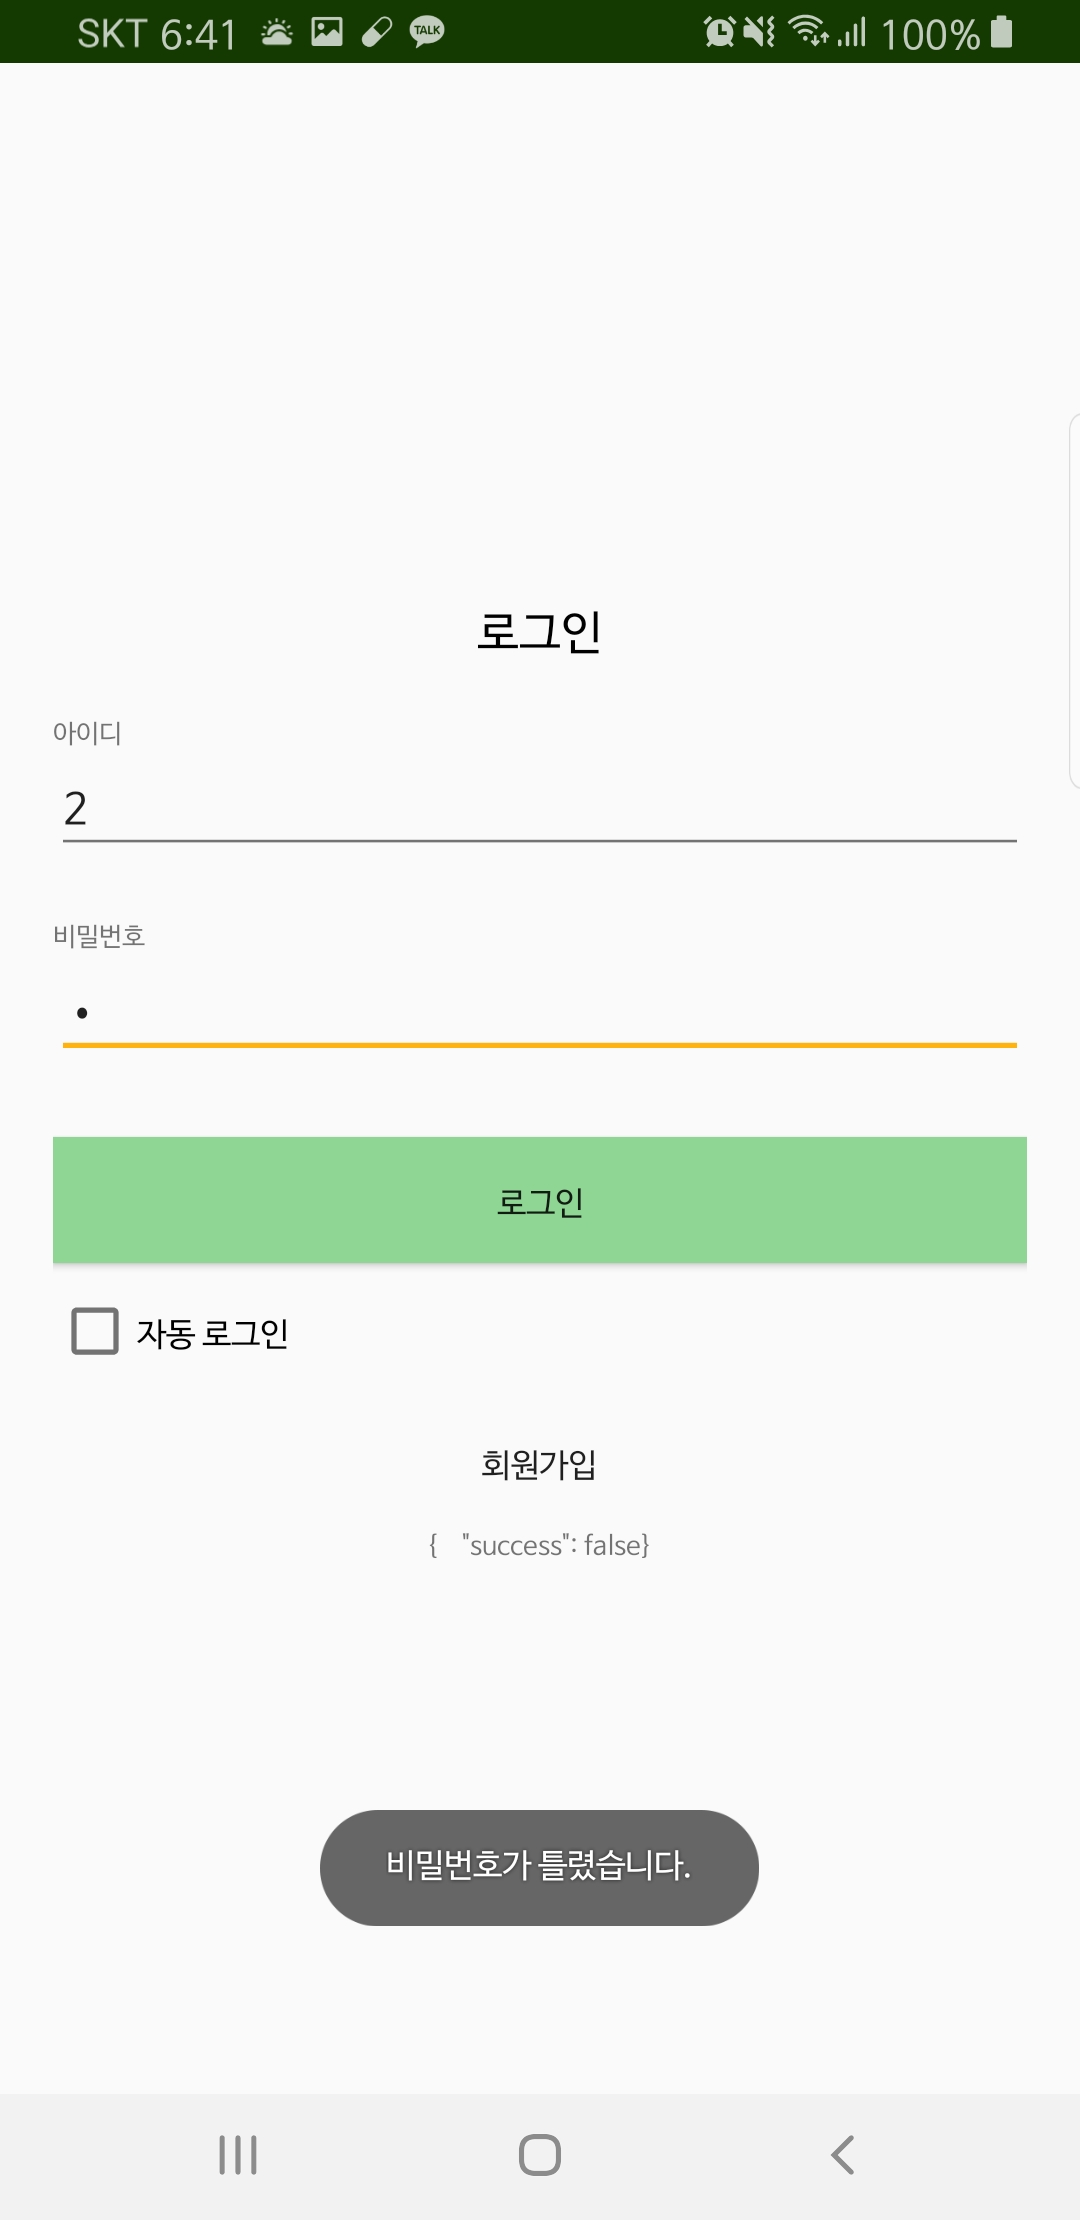 SKT 6:41 TALK 100%
로그인
아이디
2
비밀번호
•
로그인
자동 로그인
회원가입
{ "success": false}
비밀번호가 틀렸습니다.